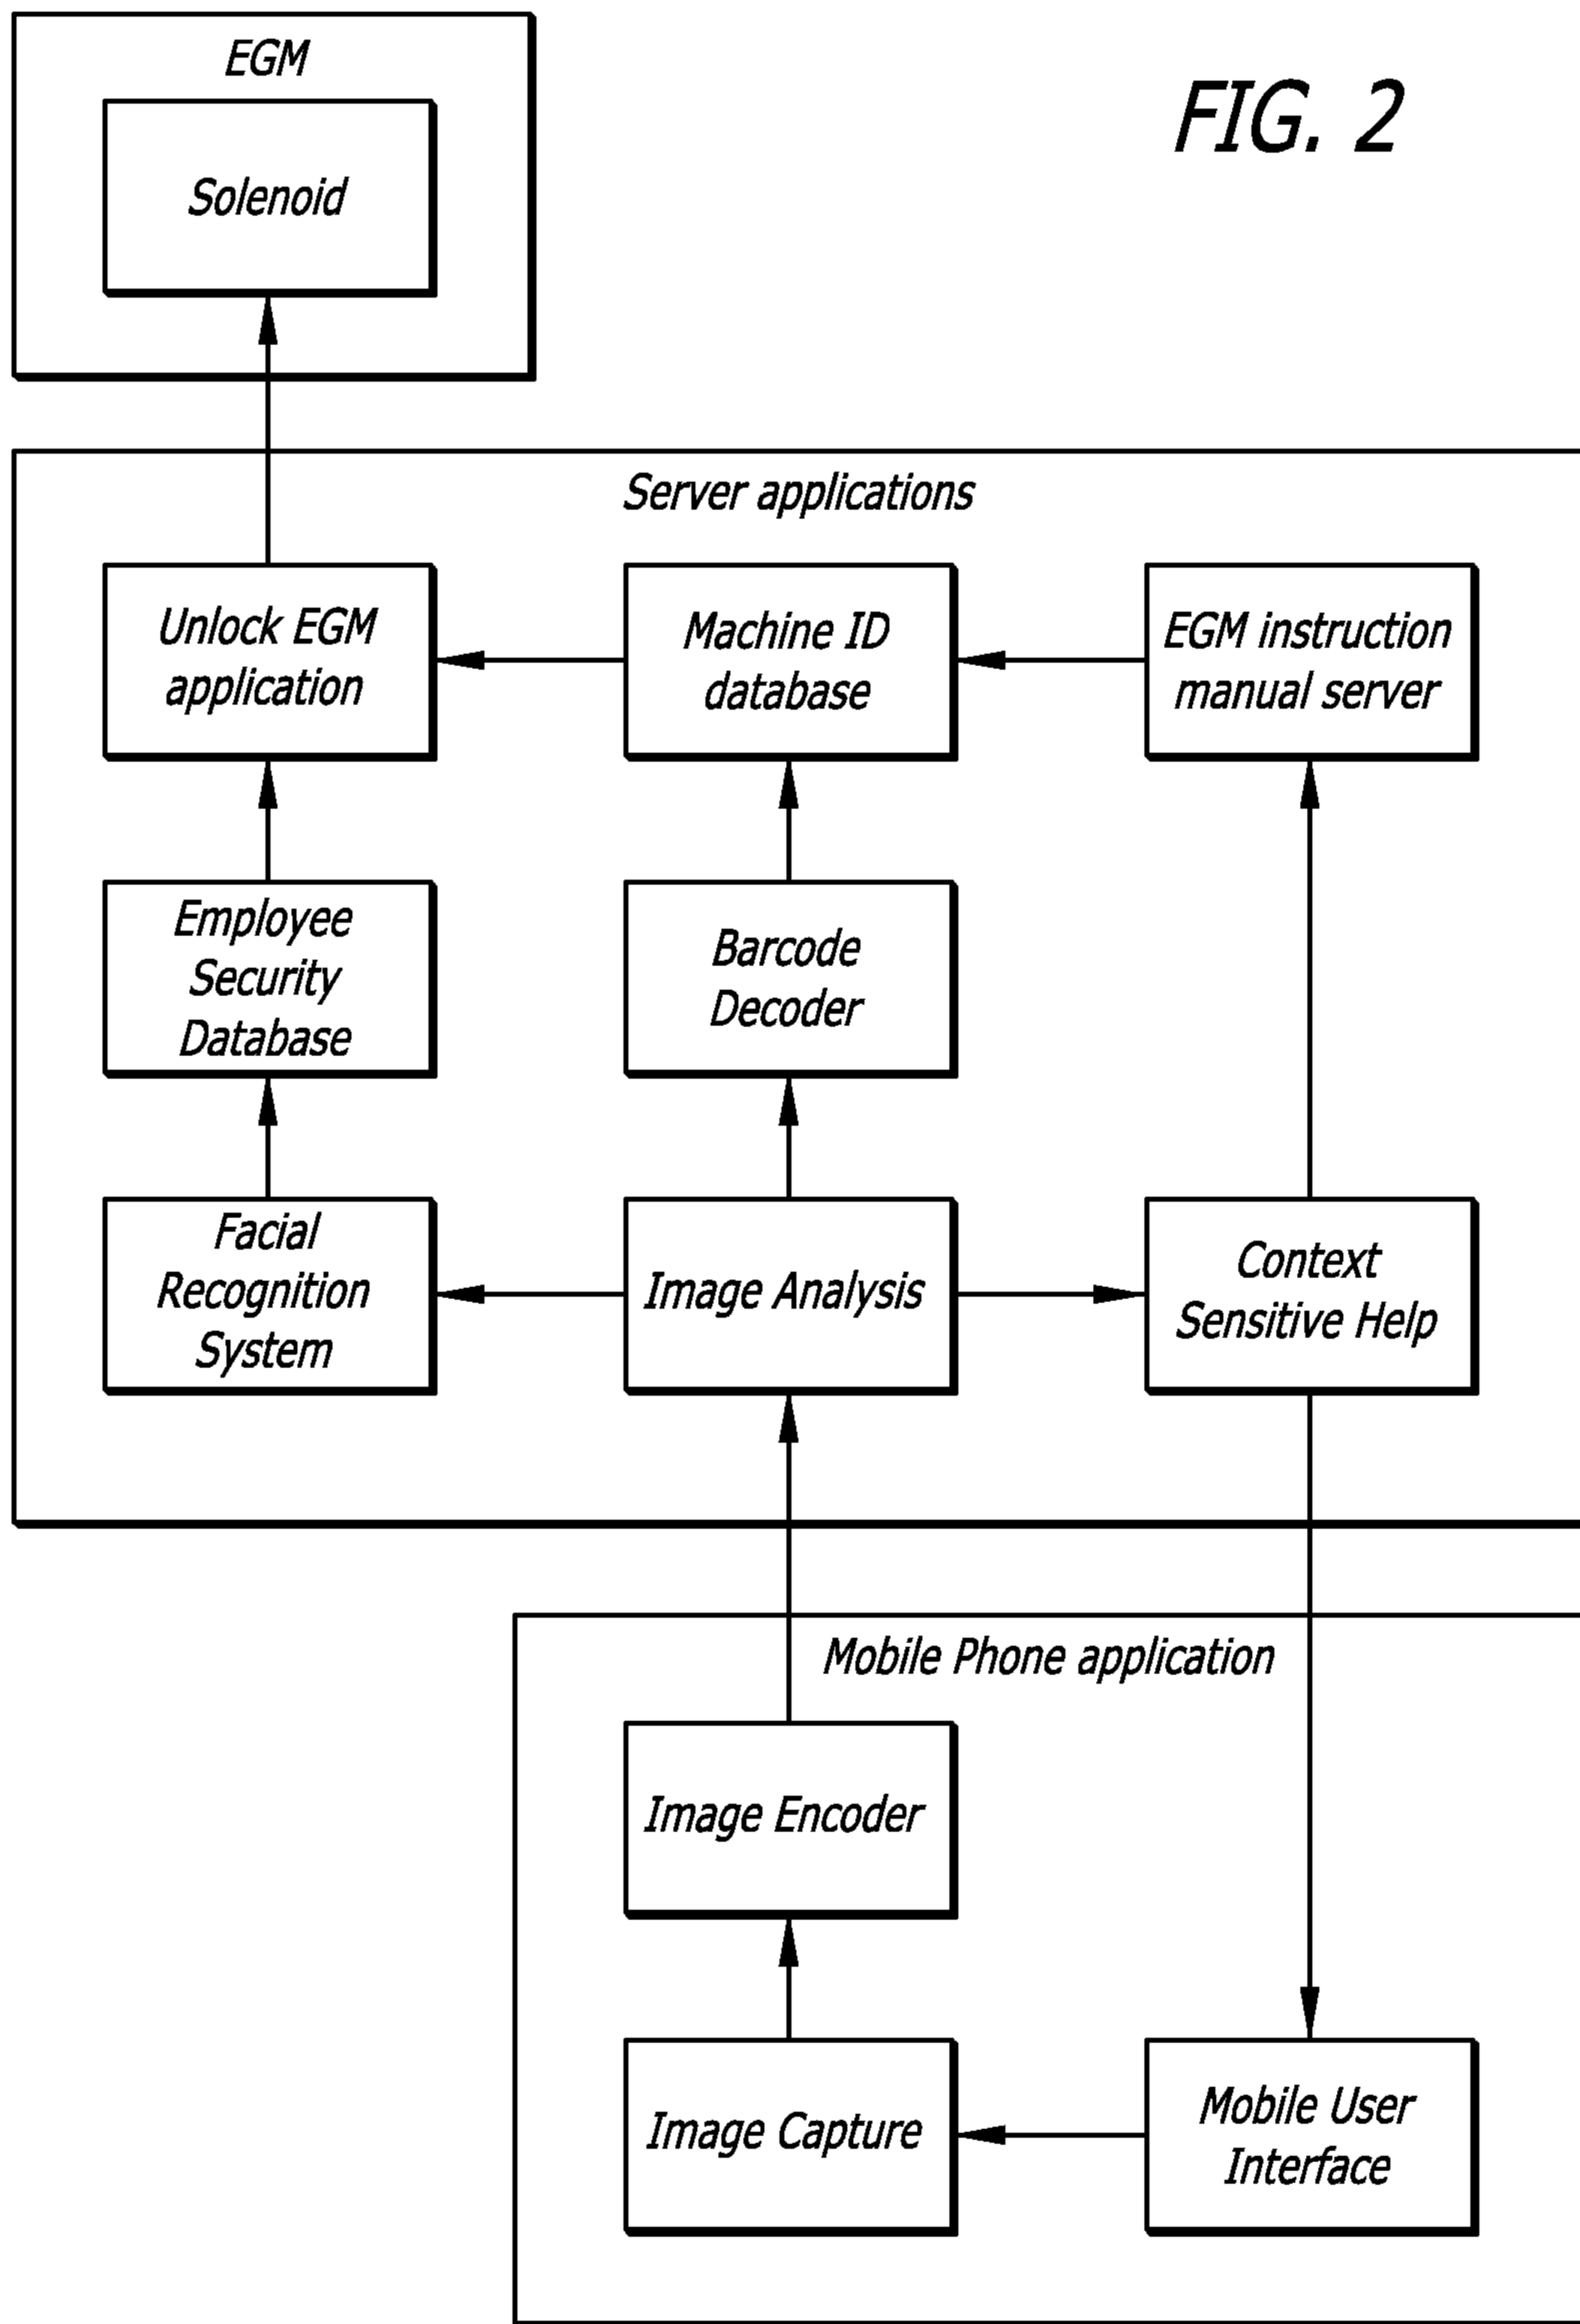 EGM
FIG. 2
Solenoid
Server applications
Unlock EGM
application
Machine ID
database
EGM instruction
manual server
Employee
Security
Database
Barcode
Decoder
Facial
Recognition
System
Image Analysis
Context
Sensitive Help
Mobile Phone application
Image Encoder
Image Capture
Mobile User
Interface